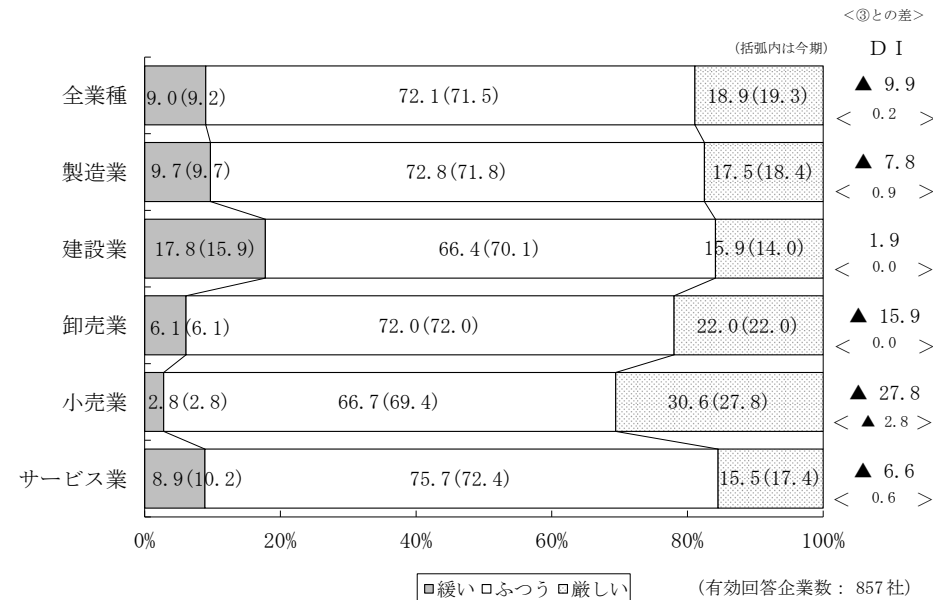 <③との差>
(括弧内は今期) ＤＩ
全業種 9.0(9.2) 72.1(71.5) 18.9(19.3) ▲ 9.9
< 0.2 >
製造業 9.7(9.7) 72.8(71.8) 17.5(18.4) ▲ 7.8
< 0.9 >
建設業 17.8(15.9) 66.4(70.1) 15.9(14.0) 1.9
< 0.0 >
卸売業 6.1(6.1) 72.0(72.0) 22.0(22.0) ▲ 15.9
< 0.0 >
小売業 2.8(2.8) 66.7(69.4) 30.6(27.8) ▲ 27.8
< ▲ 2.8 >
サービス業 8.9(10.2) 75.7(72.4) 15.5(17.4) ▲ 6.6
< 0.6 >
0% 20% 40% 60% 80% 100%
緩い ふつう 厳しい (有効回答企業数： 857社)